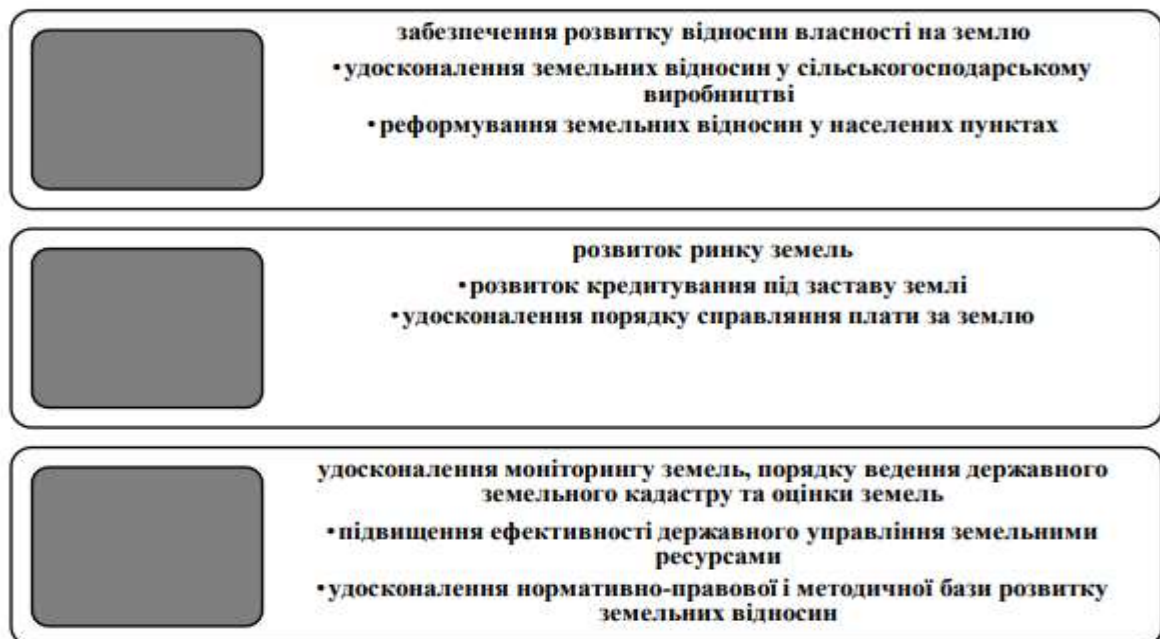 забезпечення розвитку відносин власності на землю
•удосконалення земельних відносин у сільськогосподарському
виробництві
•реформування земельних відносин у населених пунктах
розвиток ринку земель
•розвиток кредитування під заставу землі
•удосконалення порядку справляння плати за землю
удосконалення моніторингу земель, порядку ведення державного
земельного кадастру та оцінки земель
•підвищення ефективності державного управління земельними
ресурсами
•удосконалення нормативно-правової і методичної бази розвитку
земельних відносин